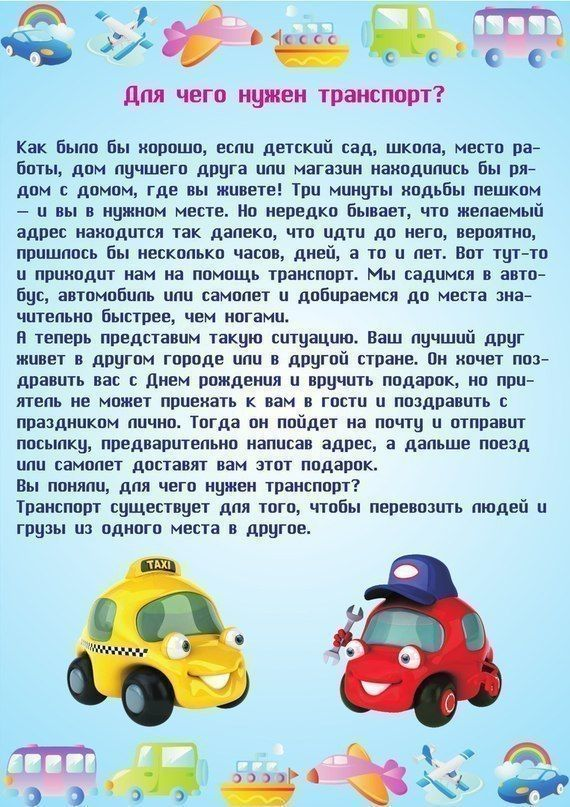 Для чего нужен транспорт?
Как было бы хорошо, если детский сад, школа, место ра-
боты, дом лучшего друга или магазин находились бы ря-
дом с домом, где вы живете! Три минуты ходьбы пешком
— и вы в нужном месте. Но нередко бывает, что желаемый
адрес находится так далеко, что идти до него, вероятно,
пришлось бы несколько часов, дней, а то и лет. Вот тут-то
и приходит нам на помощь транспорт. Мы садимся в авто-
бус, автомобиль или самолет и добираемся до места зна-
чительно быстрее, чем ногами.
А теперь представим такую ситуацию. Ваш лучший друг
живет в другом городе или в другой стране. Он хочет поз-
дравить вас с Днем рождения и вручить подарок, но при-
ятель не может приехать к вам в гости и поздравить с
праздником лично. Тогда он пойдет на почту и отправит
посылку, предварительно написав адрес, а дальше поезд
или самолет доставят вам этот подарок.
Вы поняли, для чего нужен транспорт?
Транспорт существует для того, чтобы перевозить людей и
грузы из одного места в другое.
TAXI